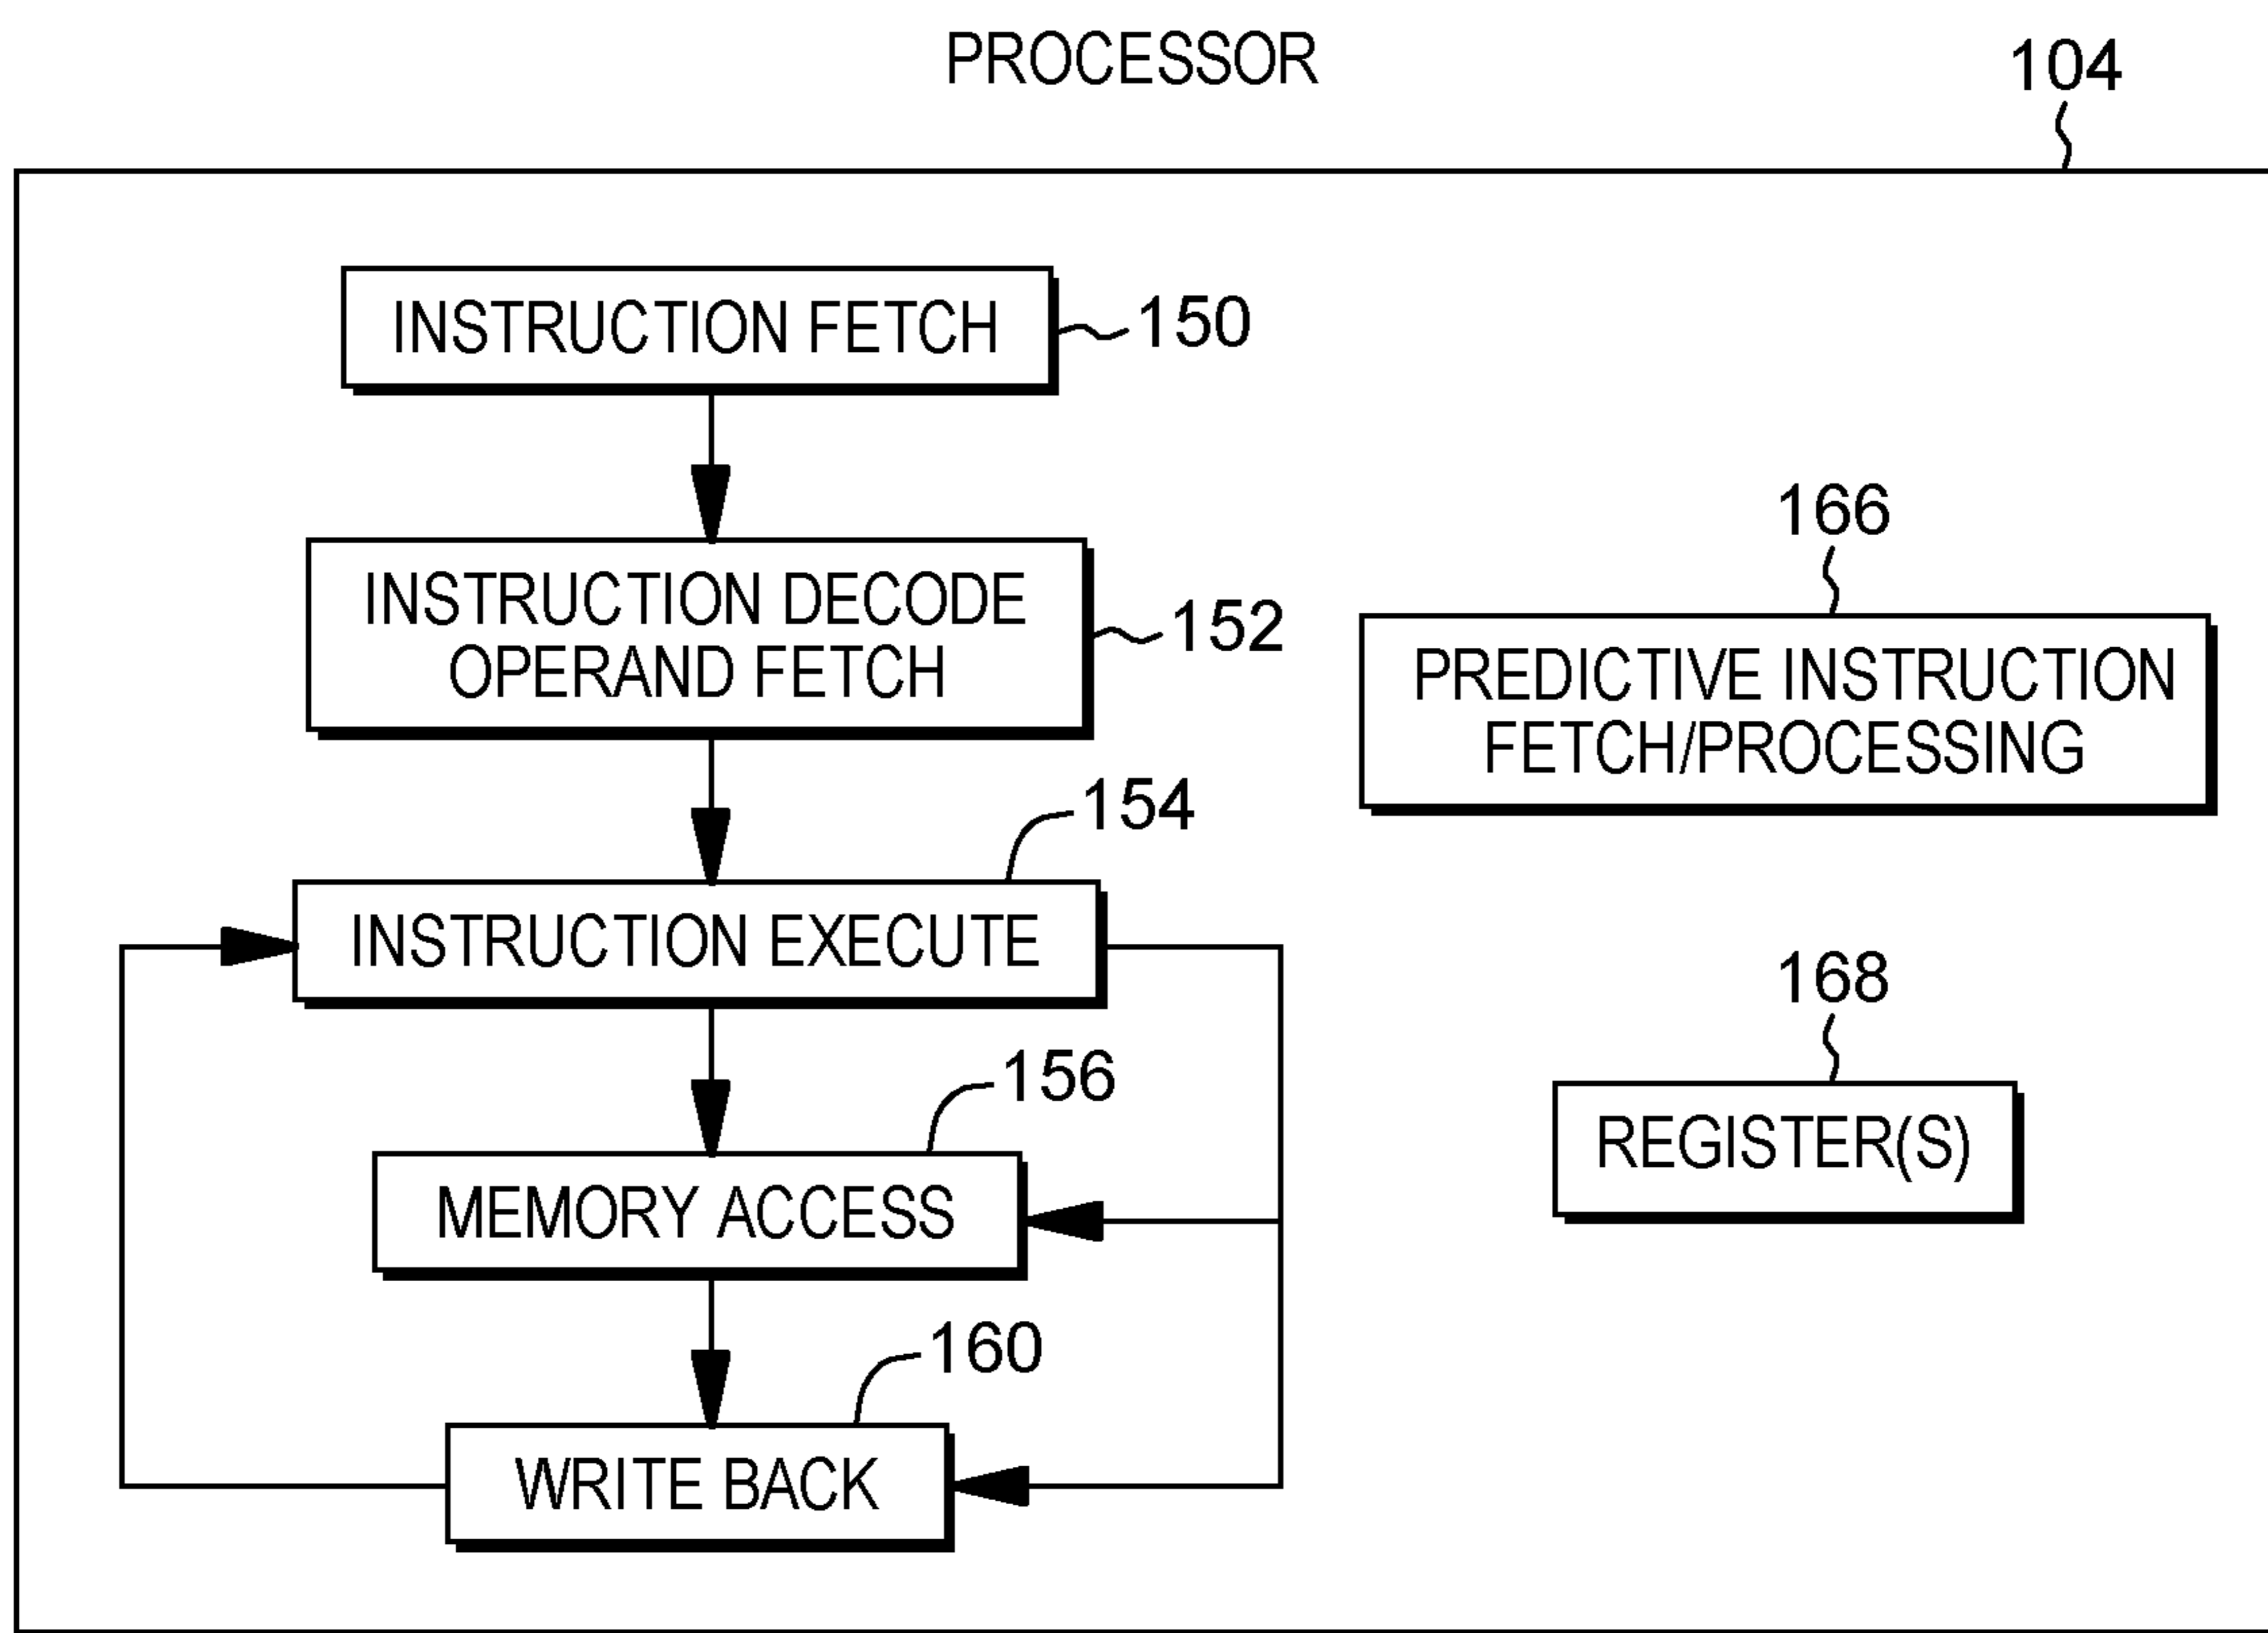 PROCESSOR
104
INSTRUCTION FETCH
150
INSTRUCTION DECODE
OPERAND FETCH
152
154
INSTRUCTION EXECUTE
156
MEMORY ACCESS
160
WRITE BACK
166
PREDICTIVE INSTRUCTION
FETCH/PROCESSING
168
REGISTER(S)